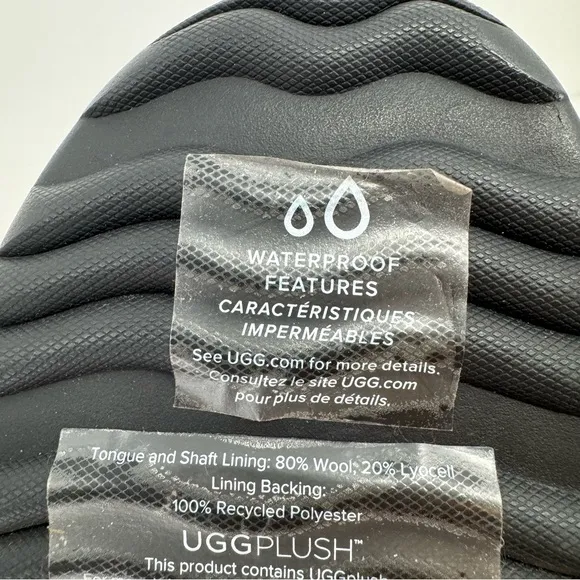 WATERPROOF
FEATURES
CARACTÉRISTIQUES
IMPERMÉABLES
See UGG.com for more details.
Consultez le site UGG.com
pour plus de détails.
Tongue and Shaft Lining: 80% Wool, 20% Lyocell
Lining Backing:
100% Recycled Polyester
UGGPLUSH™
This product contains UGGplush